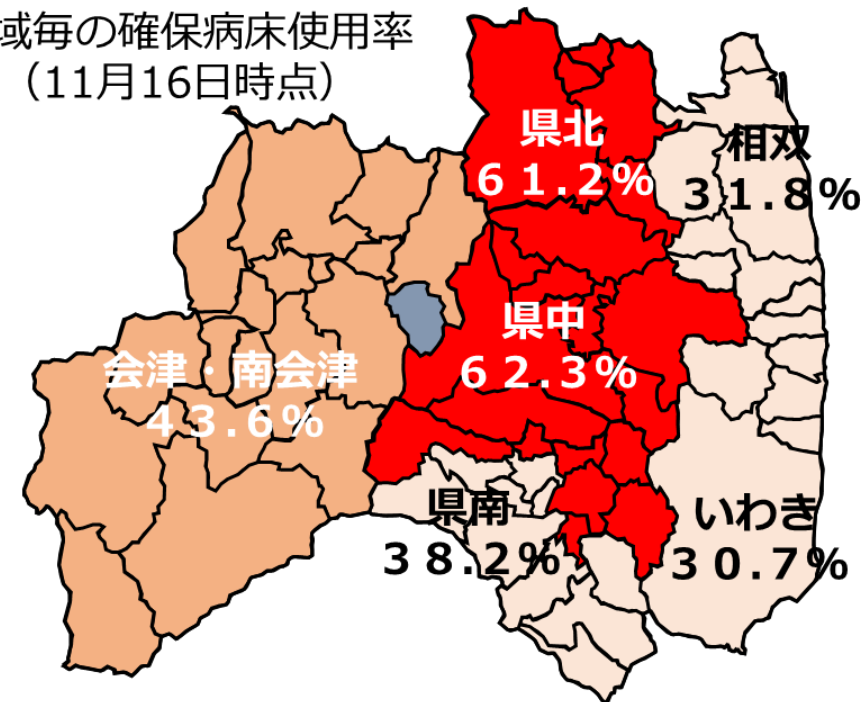 域毎の確保病床使用率
（11月16日時点）
県北
６１.２%
相双
３１.８%
県中
６２.３%
会津・南会津
４３.６%
県南
３８.２%
いわき
３０.７%